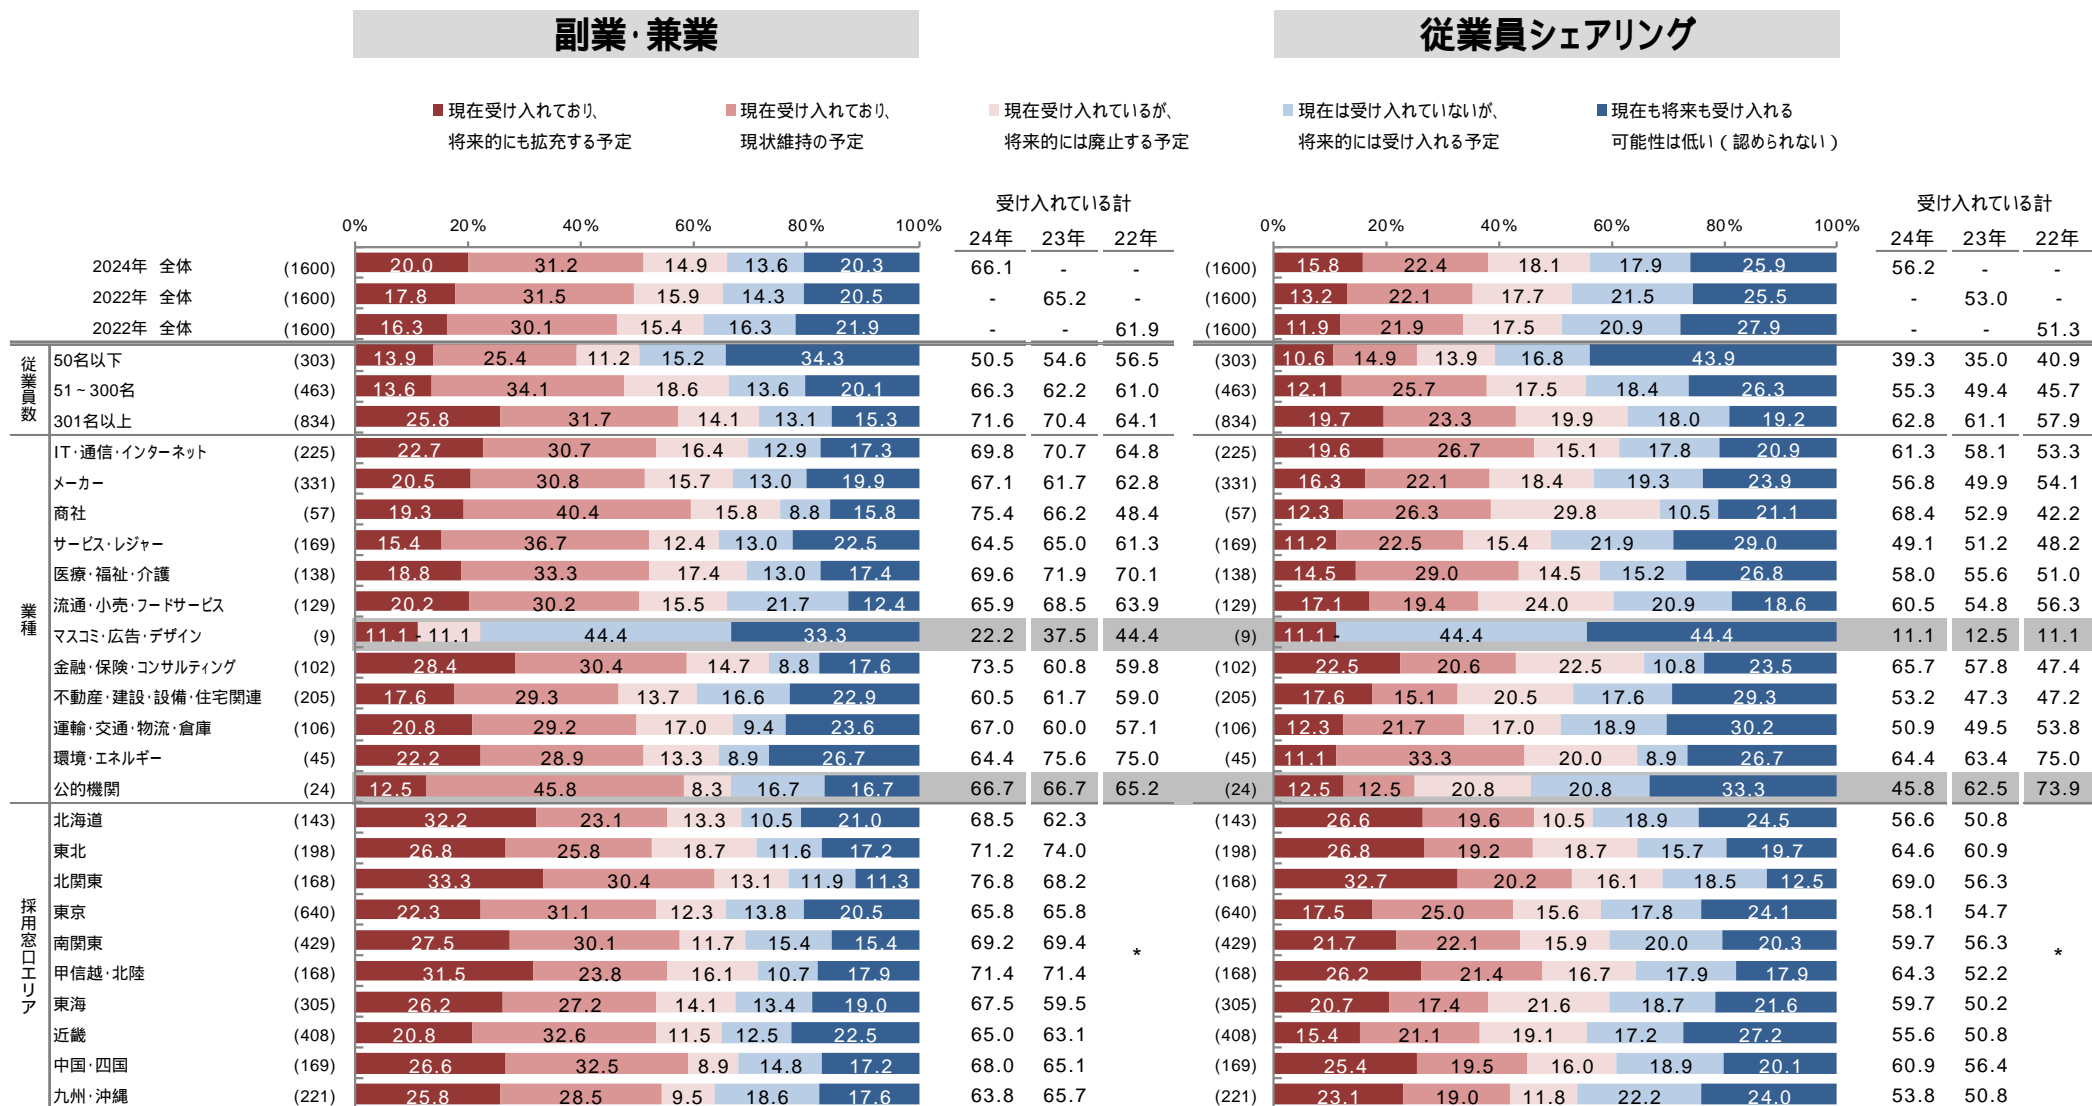 副業・兼業 従業員シェアリング
■現在受け入れており、 ■現在受け入れており、 ■現在受け入れているが、 ■現在は受け入れていないが、 ■現在も将来も受け入れる
将来的にも拡充する予定 現状維持の予定 将来的には廃止する予定 将来的には受け入れる予定 可能性は低い(認められない)
受け入れている計 受け入れている計
0% 20% 40% 60% 80% 100% 24年 23年 22年 0% 20% 40% 60% 80% 100% 24年 23年 22年
2024年 全体 (1600) 20.0 31.2 14.9 13.6 20.3 66.1 - - (1600) 15.8 22.4 18.1 17.9 25.9 56.2 - -
2022年 全体 (1600) 17.8 31.5 15.9 14.3 20.5 - 65.2 - (1600) 13.2 22.1 17.7 21.5 25.5 - 53.0 -
2022年 全体 (1600) 16.3 30.1 15.4 16.3 21.9 - - 61.9 (1600) 11.9 21.9 17.5 20.9 27.9 - - 51.3
従業員数
50名以下 (303) 13.9 25.4 11.2 15.2 34.3 50.5 54.6 56.5 (303) 10.6 14.9 13.9 16.8 43.9 39.3 35.0 40.9
51~300名 (463) 13.6 34.1 18.6 13.6 20.1 66.3 62.2 61.0 (463) 12.1 25.7 17.5 18.4 26.3 55.3 49.4 45.7
301名以上 (834) 25.8 31.7 14.1 13.1 15.3 71.6 70.4 64.1 (834) 19.7 23.3 19.9 18.0 19.2 62.8 61.1 57.9
業種
IT・通信・インターネット (225) 22.7 30.7 16.4 12.9 17.3 69.8 70.7 64.8 (225) 19.6 26.7 15.1 17.8 20.9 61.3 58.1 53.3
メーカー (331) 20.5 30.8 15.7 13.0 19.9 67.1 61.7 62.8 (331) 16.3 22.1 18.4 19.3 23.9 56.8 49.9 54.1
商社 (57) 19.3 40.4 15.8 8.8 15.8 75.4 66.2 48.4 (57) 12.3 26.3 29.8 10.5 21.1 68.4 52.9 42.2
サービス・レジャー (169) 15.4 36.7 12.4 13.0 22.5 64.5 65.0 61.3 (169) 11.2 22.5 15.4 21.9 29.0 49.1 51.2 48.2
医療・福祉・介護 (138) 18.8 33.3 17.4 13.0 17.4 69.6 71.9 70.1 (138) 14.5 29.0 14.5 15.2 26.8 58.0 55.6 51.0
流通・小売・フードサービス (129) 20.2 30.2 15.5 21.7 12.4 65.9 68.5 63.9 (129) 17.1 19.4 24.0 20.9 18.6 60.5 54.8 56.3
マスコミ・広告・デザイン (9) 11.1 - 11.1 44.4 33.3 22.2 37.5 44.4 (9) 11.1 - 44.4 44.4 11.1 12.5 11.1
金融・保険・コンサルティング (102) 28.4 30.4 14.7 8.8 17.6 73.5 60.8 59.8 (102) 22.5 20.6 22.5 10.8 23.5 65.7 57.8 47.4
不動産・建設・設備・住宅関連 (205) 17.6 29.3 13.7 16.6 22.9 60.5 61.7 59.0 (205) 17.6 15.1 20.5 17.6 29.3 53.2 47.3 47.2
運輸・交通・物流・倉庫 (106) 20.8 29.2 17.0 9.4 23.6 67.0 60.0 57.1 (106) 12.3 21.7 17.0 18.9 30.2 50.9 49.5 53.8
環境・エネルギー (45) 22.2 28.9 13.3 8.9 26.7 64.4 75.6 75.0 (45) 11.1 33.3 20.0 8.9 26.7 64.4 63.4 75.0
公的機関 (24) 12.5 45.8 8.3 16.7 16.7 66.7 66.7 65.2 (24) 12.5 12.5 20.8 20.8 33.3 45.8 62.5 73.9
採用窓口エリア
北海道 (143) 32.2 23.1 13.3 10.5 21.0 68.5 62.3 (143) 26.6 19.6 10.5 18.9 24.5 56.6 50.8
東北 (198) 26.8 25.8 18.7 11.6 17.2 71.2 74.0 (198) 26.8 19.2 18.7 15.7 19.7 64.6 60.9
北関東 (168) 33.3 30.4 13.1 11.9 11.3 76.8 68.2 (168) 32.7 20.2 16.1 18.5 12.5 69.0 56.3
東京 (640) 22.3 31.1 12.3 13.8 20.5 65.8 65.8 (640) 17.5 25.0 15.6 17.8 24.1 58.1 54.7
南関東 (429) 27.5 30.1 11.7 15.4 15.4 69.2 69.4 * (429) 21.7 22.1 15.9 20.0 20.3 59.7 56.3 *
甲信越・北陸 (168) 31.5 23.8 16.1 10.7 17.9 71.4 71.4 (168) 26.2 21.4 16.7 17.9 17.9 64.3 52.2
東海 (305) 26.2 27.2 14.1 13.4 19.0 67.5 59.5 (305) 20.7 17.4 21.6 18.7 21.6 59.7 50.2
近畿 (408) 20.8 32.6 11.5 12.5 22.5 65.0 63.1 (408) 15.4 21.1 19.1 17.2 27.2 55.6 50.8
中国・四国 (169) 26.6 32.5 8.9 14.8 17.2 68.0 65.1 (169) 25.4 19.5 16.0 18.9 20.1 60.9 56.4
九州・沖縄 (221) 25.8 28.5 9.5 18.6 17.6 63.8 65.7 (221) 23.1 19.0 11.8 22.2 24.0 53.8 50.8